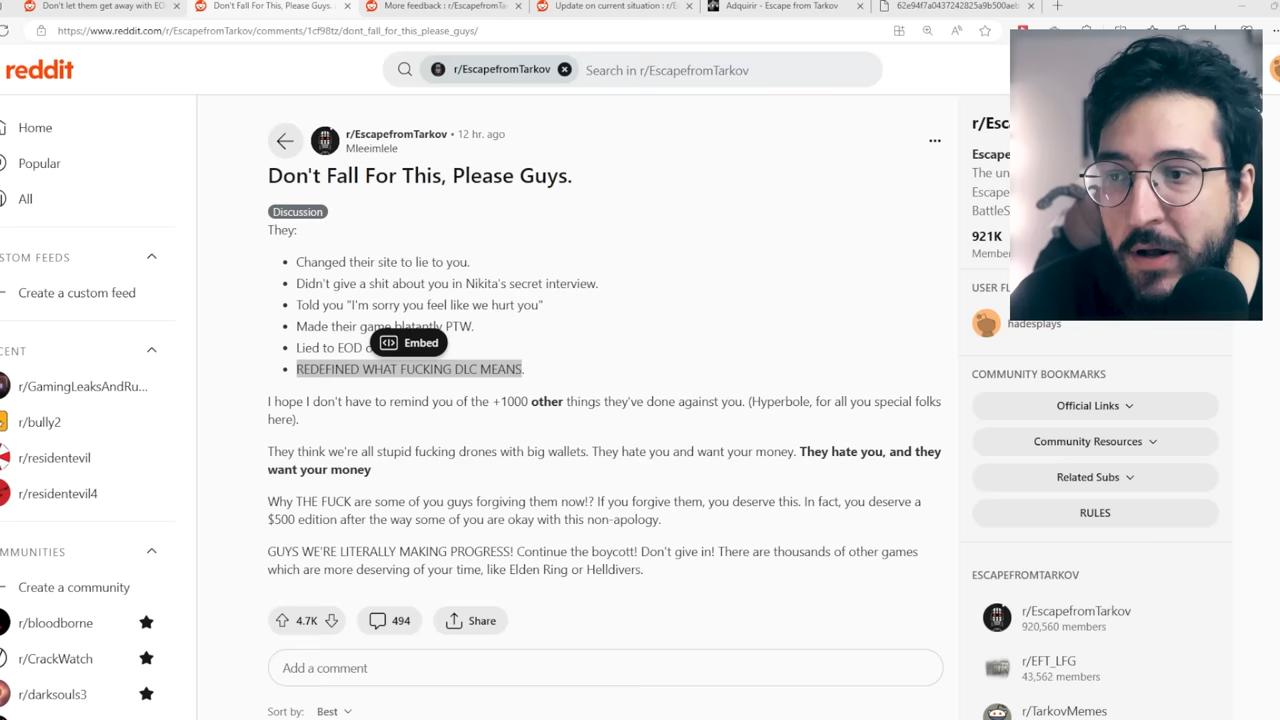 Don't let them get away with EO
Don't Fall For This, Please Guys.
More feedback : r/EscapefromTar
Update on current situation : r/E
Adquirir - Escape from Tarkov
62e94f7a0437242825a9b500aeb
https://www.reddit.com/r/EscapefromTarkov/comments/1cf98tz/dont_fall_for_this_please_guys/
reddit
r/EscapefromTarkov
Search in r/EscapefromTarkov
Home
Popular
All
STOM FEEDS
Create a custom feed
CENT
r/GamingLeaksAndRu...
r/bully2
r/residentevil
r/residentevil4
MMUNITIES
Create a community
r/bloodborne
r/CrackWatch
r/darksouls3
r/EscapefromTarkov • 12 hr. ago
Mleeimlele
Don't Fall For This, Please Guys.
Discussion
They:
• Changed their site to lie to you.
• Didn't give a shit about you in Nikita's secret interview.
• Told you "I'm sorry you feel like we hurt you"
• Made their game blatantly PTW.
• Lied to EOD
Embed
• REDEFINED WHAT FUCKING DLC MEANS.
I hope I don't have to remind you of the +1000 other things they've done against you. (Hyperbole, for all you special folks
here).
They think we're all stupid fucking drones with big wallets. They hate you and want your money. They hate you, and they
want your money
Why THE FUCK are some of you guys forgiving them now!? If you forgive them, you deserve this. In fact, you deserve a
$500 edition after the way some of you are okay with this non-apology.
GUYS WE'RE LITERALLY MAKING PROGRESS! Continue the boycott! Don't give in! There are thousands of other games
which are more deserving of your time, like Elden Ring or Helldivers.
4.7K
494
Share
Add a comment
Sort by: Best
r/Esc
Escape
The un
Escape
BattleS
921K
Member
USER FL
hadesplays
COMMUNITY BOOKMARKS
Official Links
Community Resources
Related Subs
RULES
ESCAPEFROMTARKOV
r/EscapefromTarkov
920,560 members
r/EFT_LFG
43,562 members
r/TarkovMemes